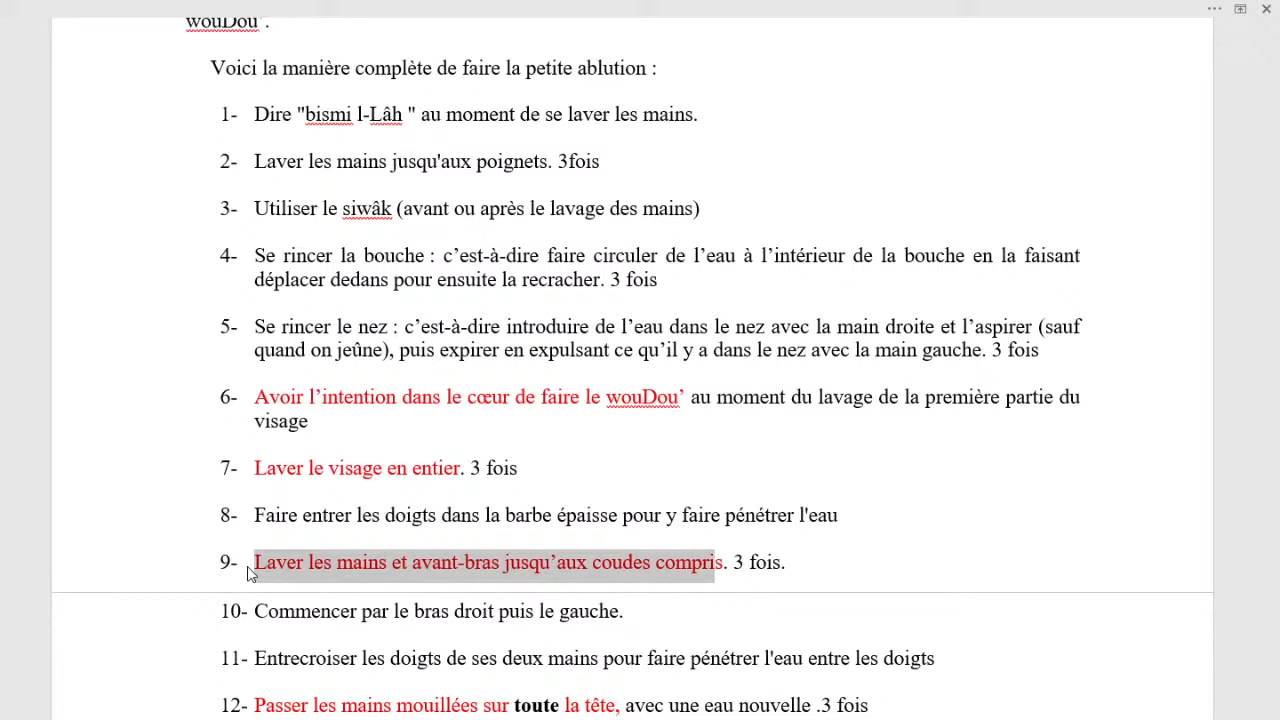 wouDou’.
Voici la manière complète de faire la petite ablution :
1- Dire "bismi l-Lâh " au moment de se laver les mains.
2- Laver les mains jusqu'aux poignets. 3fois
3- Utiliser le siwâk (avant ou après le lavage des mains)
4- Se rincer la bouche : c’est-à-dire faire circuler de l’eau à l’intérieur de la bouche en la faisant
déplacer dedans pour ensuite la recracher. 3 fois
5- Se rincer le nez : c’est-à-dire introduire de l’eau dans le nez avec la main droite et l’aspirer (sauf
quand on jeûne), puis expirer en expulsant ce qu’il y a dans le nez avec la main gauche. 3 fois
6- Avoir l’intention dans le cœur de faire le wouDou’ au moment du lavage de la première partie du
visage
7- Laver le visage en entier. 3 fois
8- Faire entrer les doigts dans la barbe épaisse pour y faire pénétrer l'eau
9- Laver les mains et avant-bras jusqu’aux coudes compris. 3 fois.
10- Commencer par le bras droit puis le gauche.
11- Entrecroiser les doigts de ses deux mains pour faire pénétrer l'eau entre les doigts
12- Passer les mains mouillées sur toute la tête, avec une eau nouvelle .3 fois